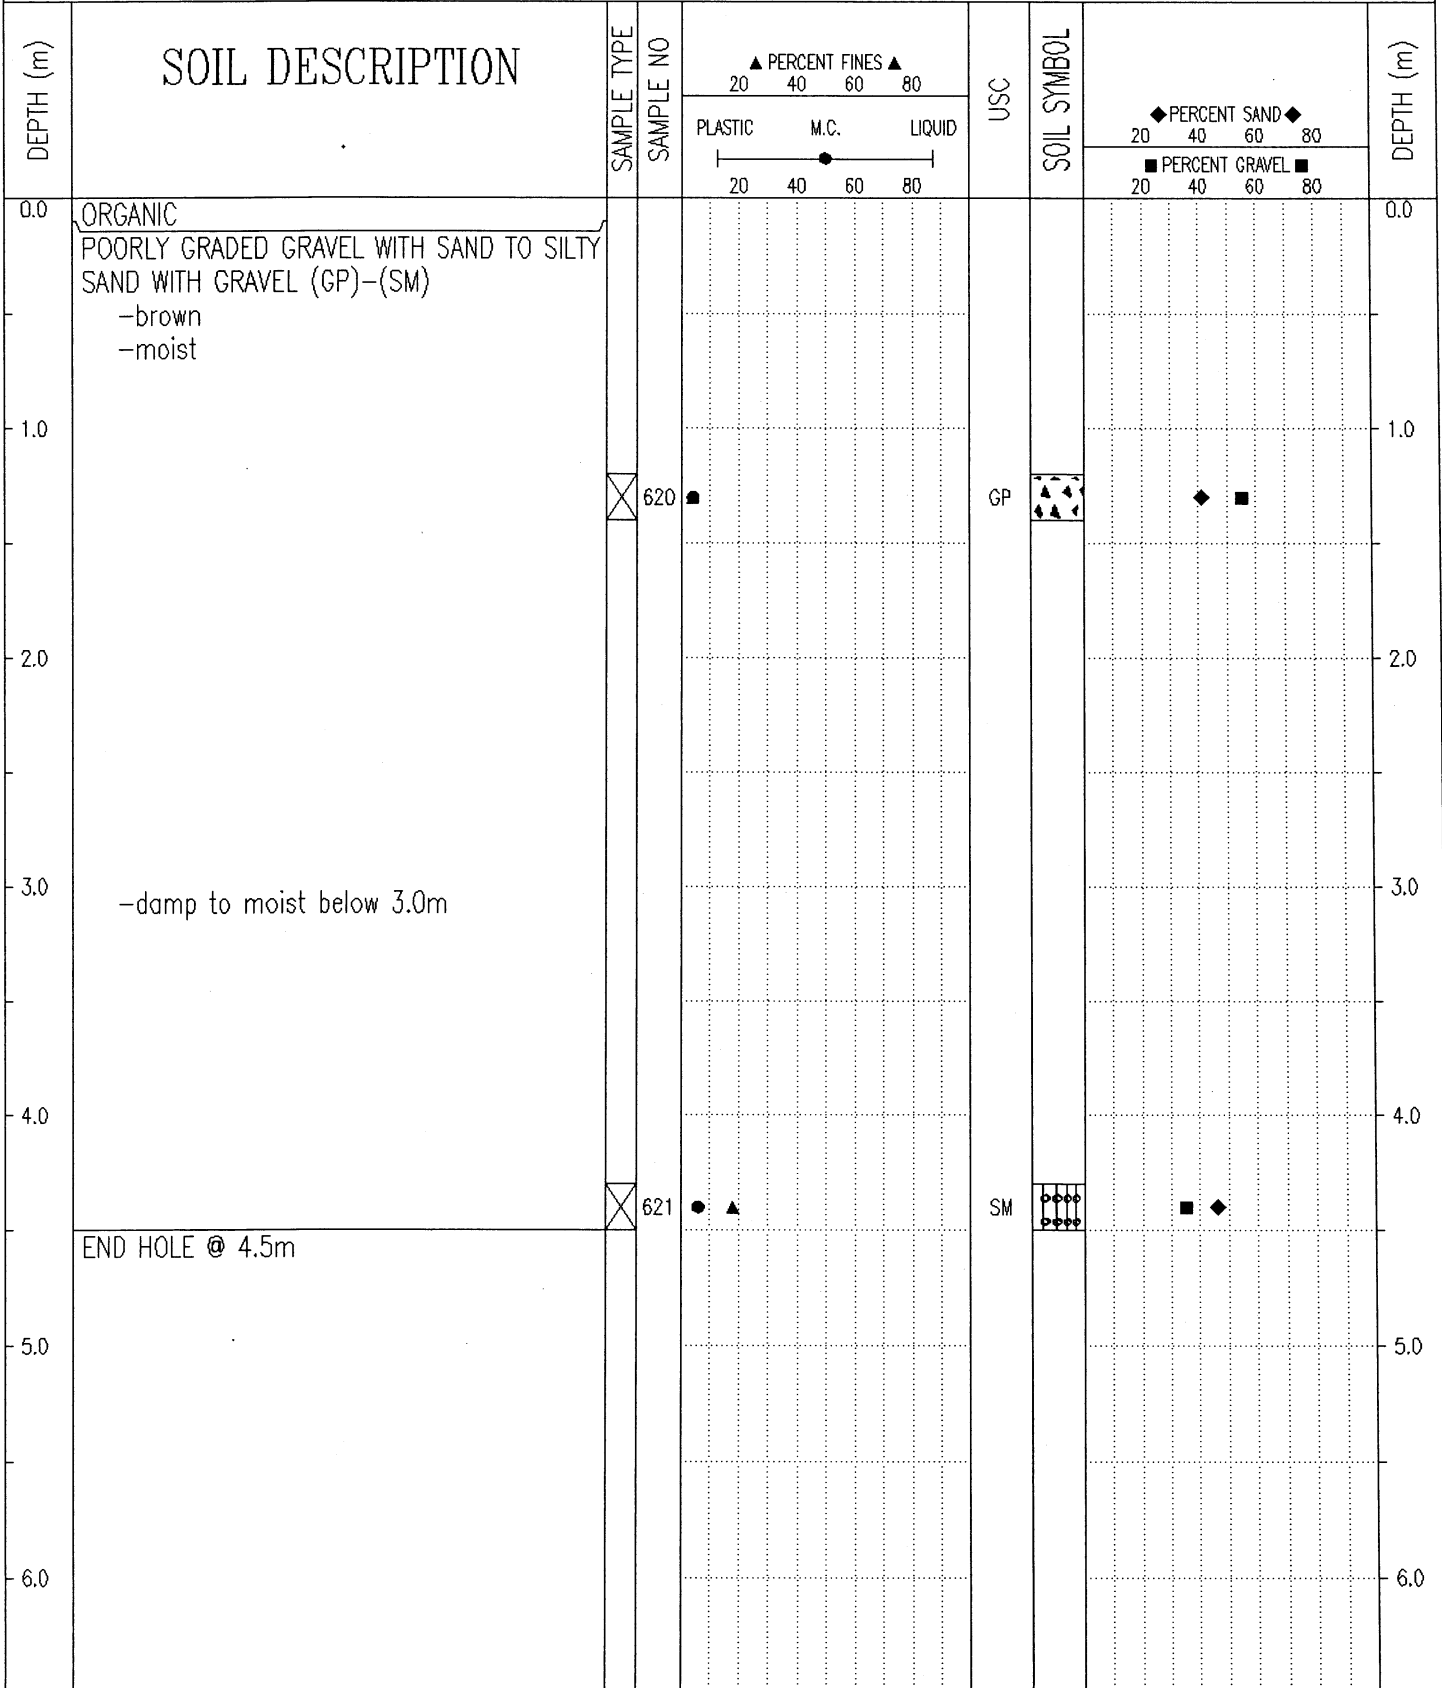 DEPTH (m)
SOIL DESCRIPTION
SAMPLE TYPE
SAMPLE NO
▲ PERCENT FINES ▲
20 40 60 80
PLASTIC M.C. LIQUID
20 40 60 80
USC
SOIL SYMBOL
◆ PERCENT SAND ◆
20 40 60 80
■ PERCENT GRAVEL ■
20 40 60 80
DEPTH (m)
0.0 ORGANIC 0.0
POORLY GRADED GRAVEL WITH SAND TO SILTY
SAND WITH GRAVEL (GP)-(SM)
-brown
-moist
1.0 1.0
620 GP
2.0 2.0
3.0 3.0
-damp to moist below 3.0m
4.0 4.0
621 SM
END HOLE @ 4.5m
5.0 5.0
6.0 6.0